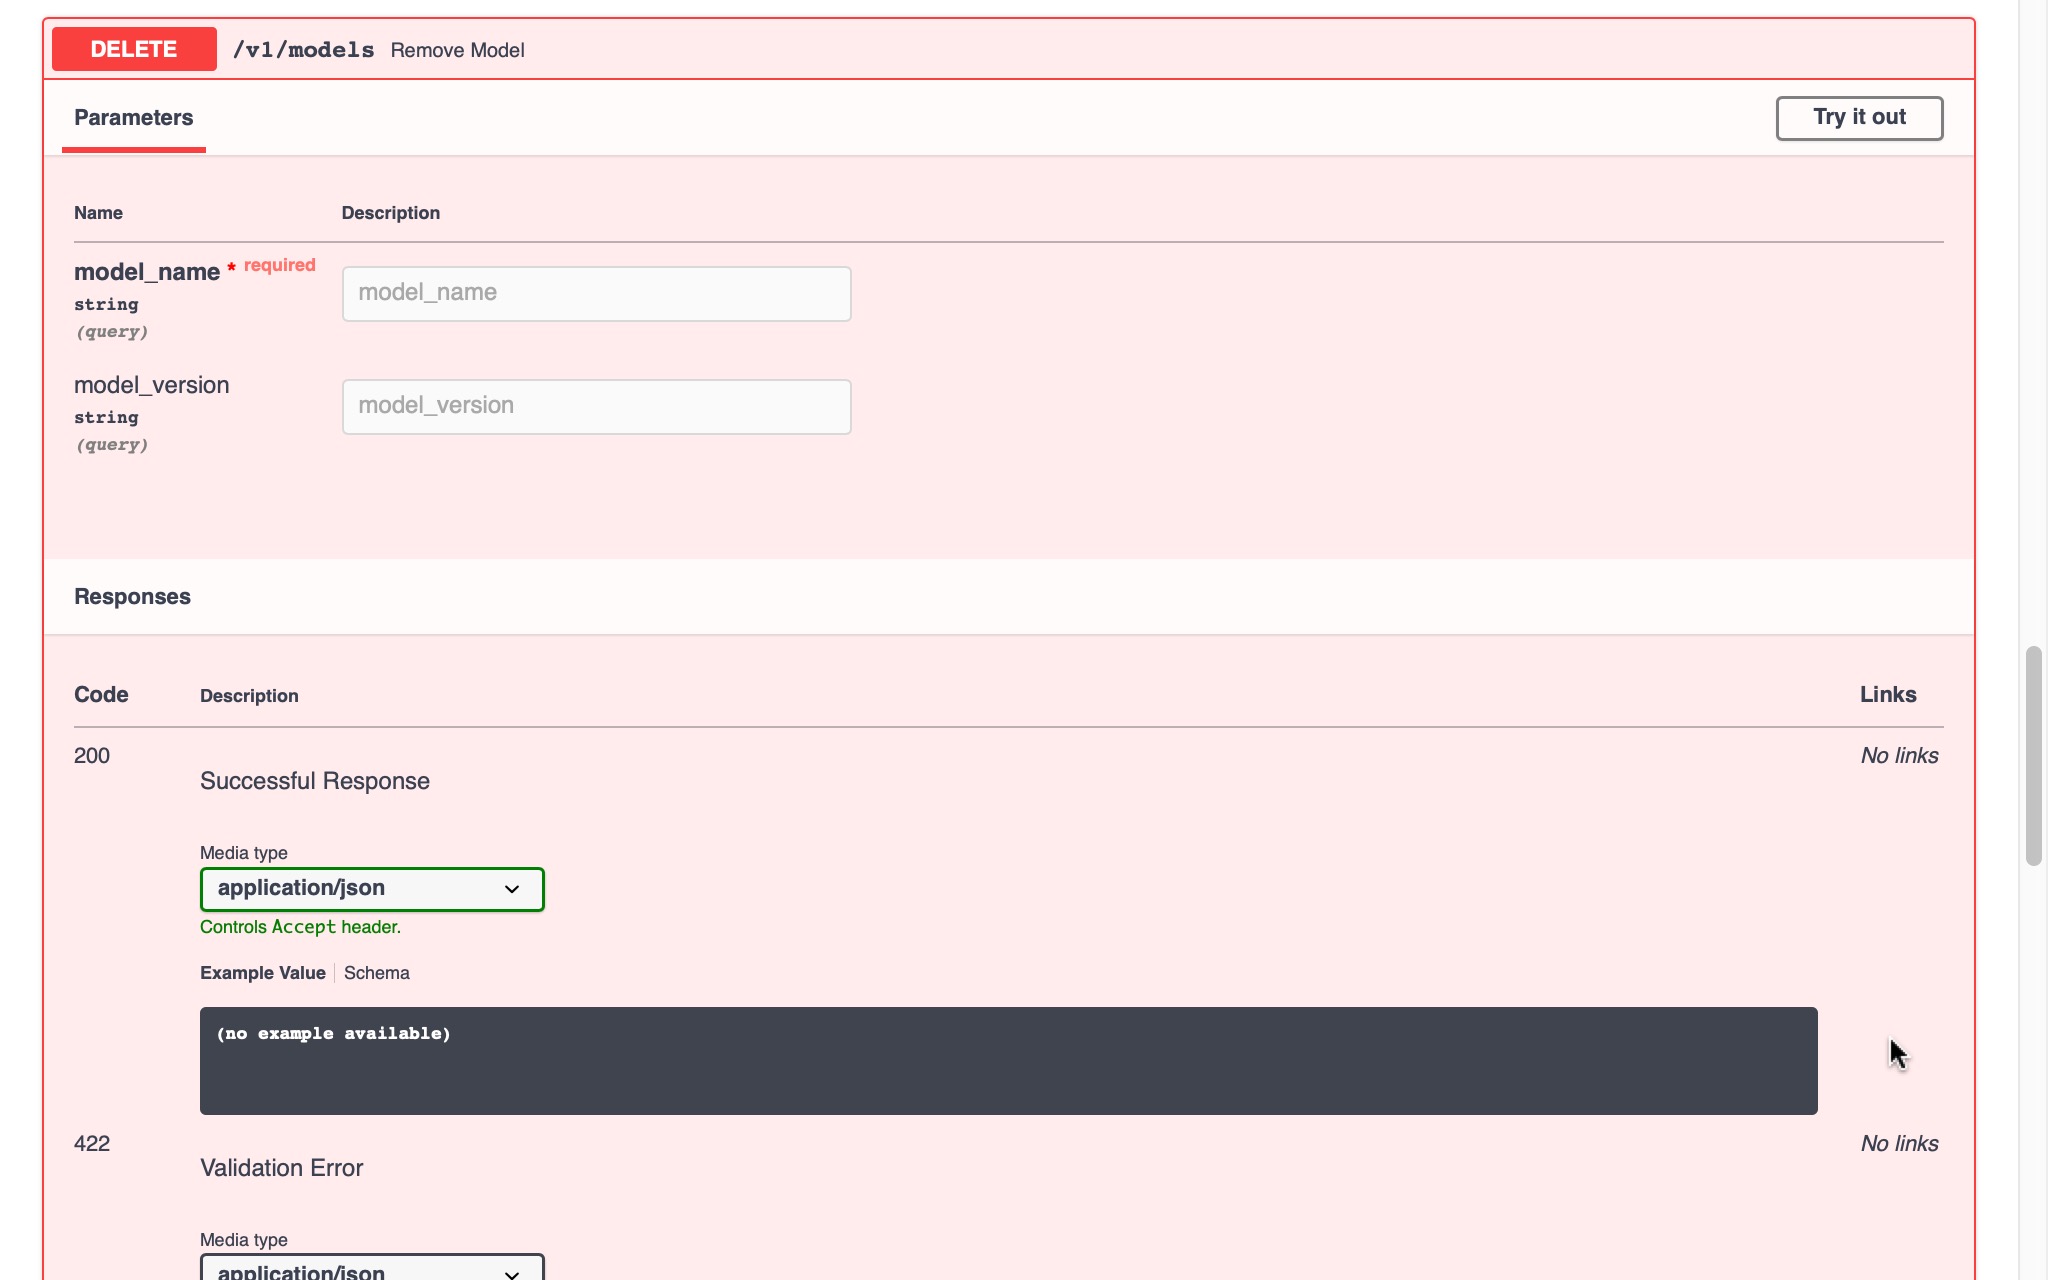 DELETE /v1/models Remove Model
Parameters
Try it out
Name Description
model_name * required
string
(query)
model_name
model_version
string
(query)
model_version
Responses
Code Description Links
200
Successful Response
No links
Media type
application/json
Controls Accept header.
Example Value Schema
(no example available)
422
Validation Error
No links
Media type
application/json